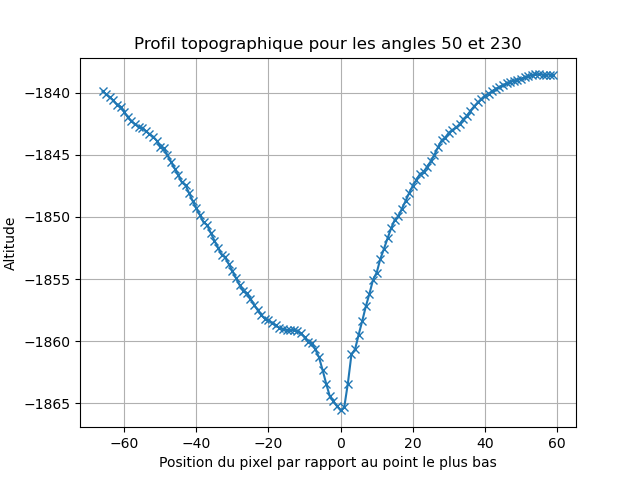 Profil topographique pour les angles 50 et 230
−1840
−1845
−1850
−1855
−1860
−1865
Altitude
−60 −40 −20 0 20 40 60
Position du pixel par rapport au point le plus bas